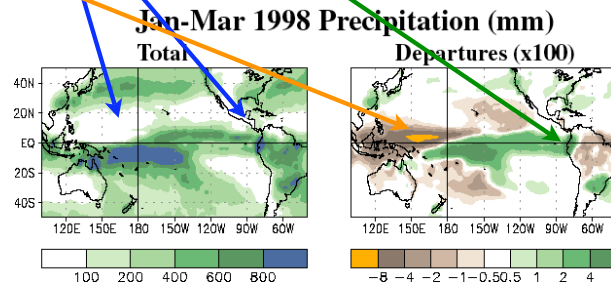 Jan-Mar 1998 Precipitation (mm)
Total
Departures (x100)
40N
20N
EQ
20S
40S
120E 150E 180 150W 120W 90W 60W
120E 150E 180 150W 120W 90W 60W
100 200 400 600 800
-8 -4 -2 -1 -0.5 0.5 1 2 4